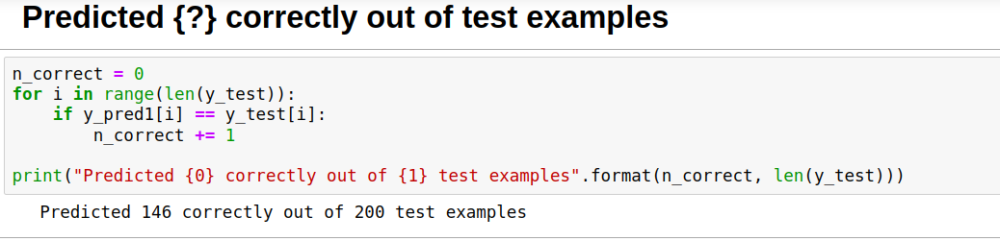 Predicted {?} correctly out of test examples
n_correct = 0
for i in range(len(y_test)):
    if y_pred1[i] == y_test[i]:
        n_correct += 1
print("Predicted {0} correctly out of {1} test examples".format(n_correct, len(y_test)))
Predicted 146 correctly out of 200 test examples